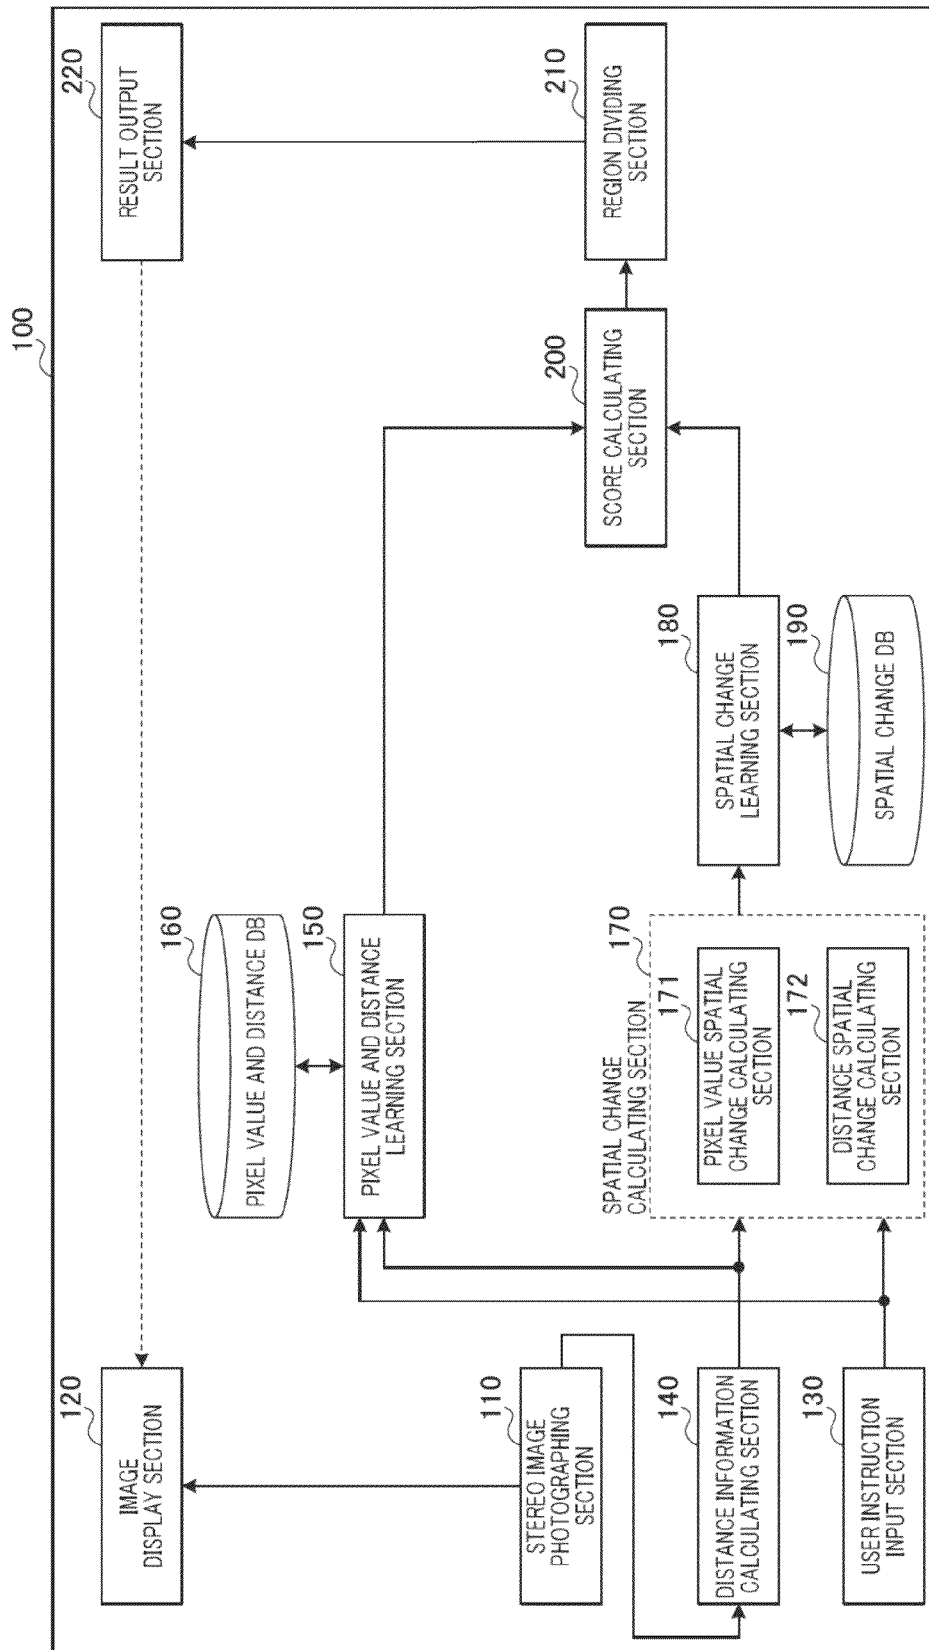 100
120
IMAGE
DISPLAY SECTION
220
RESULT OUTPUT
SECTION
160
PIXEL VALUE AND DISTANCE DB
150
PIXEL VALUE AND DISTANCE
LEARNING SECTION
110
STEREO IMAGE
PHOTOGRAPHING
SECTION
200
SCORE CALCULATING
SECTION
210
REGION DIVIDING
SECTION
140
DISTANCE INFORMATION
CALCULATING SECTION
SPATIAL CHANGE
CALCULATING SECTION
170
171
PIXEL VALUE SPATIAL
CHANGE CALCULATING
SECTION
172
DISTANCE SPATIAL
CHANGE CALCULATING
SECTION
180
SPATIAL CHANGE
LEARNING SECTION
190
SPATIAL CHANGE DB
130
USER INSTRUCTION
INPUT SECTION